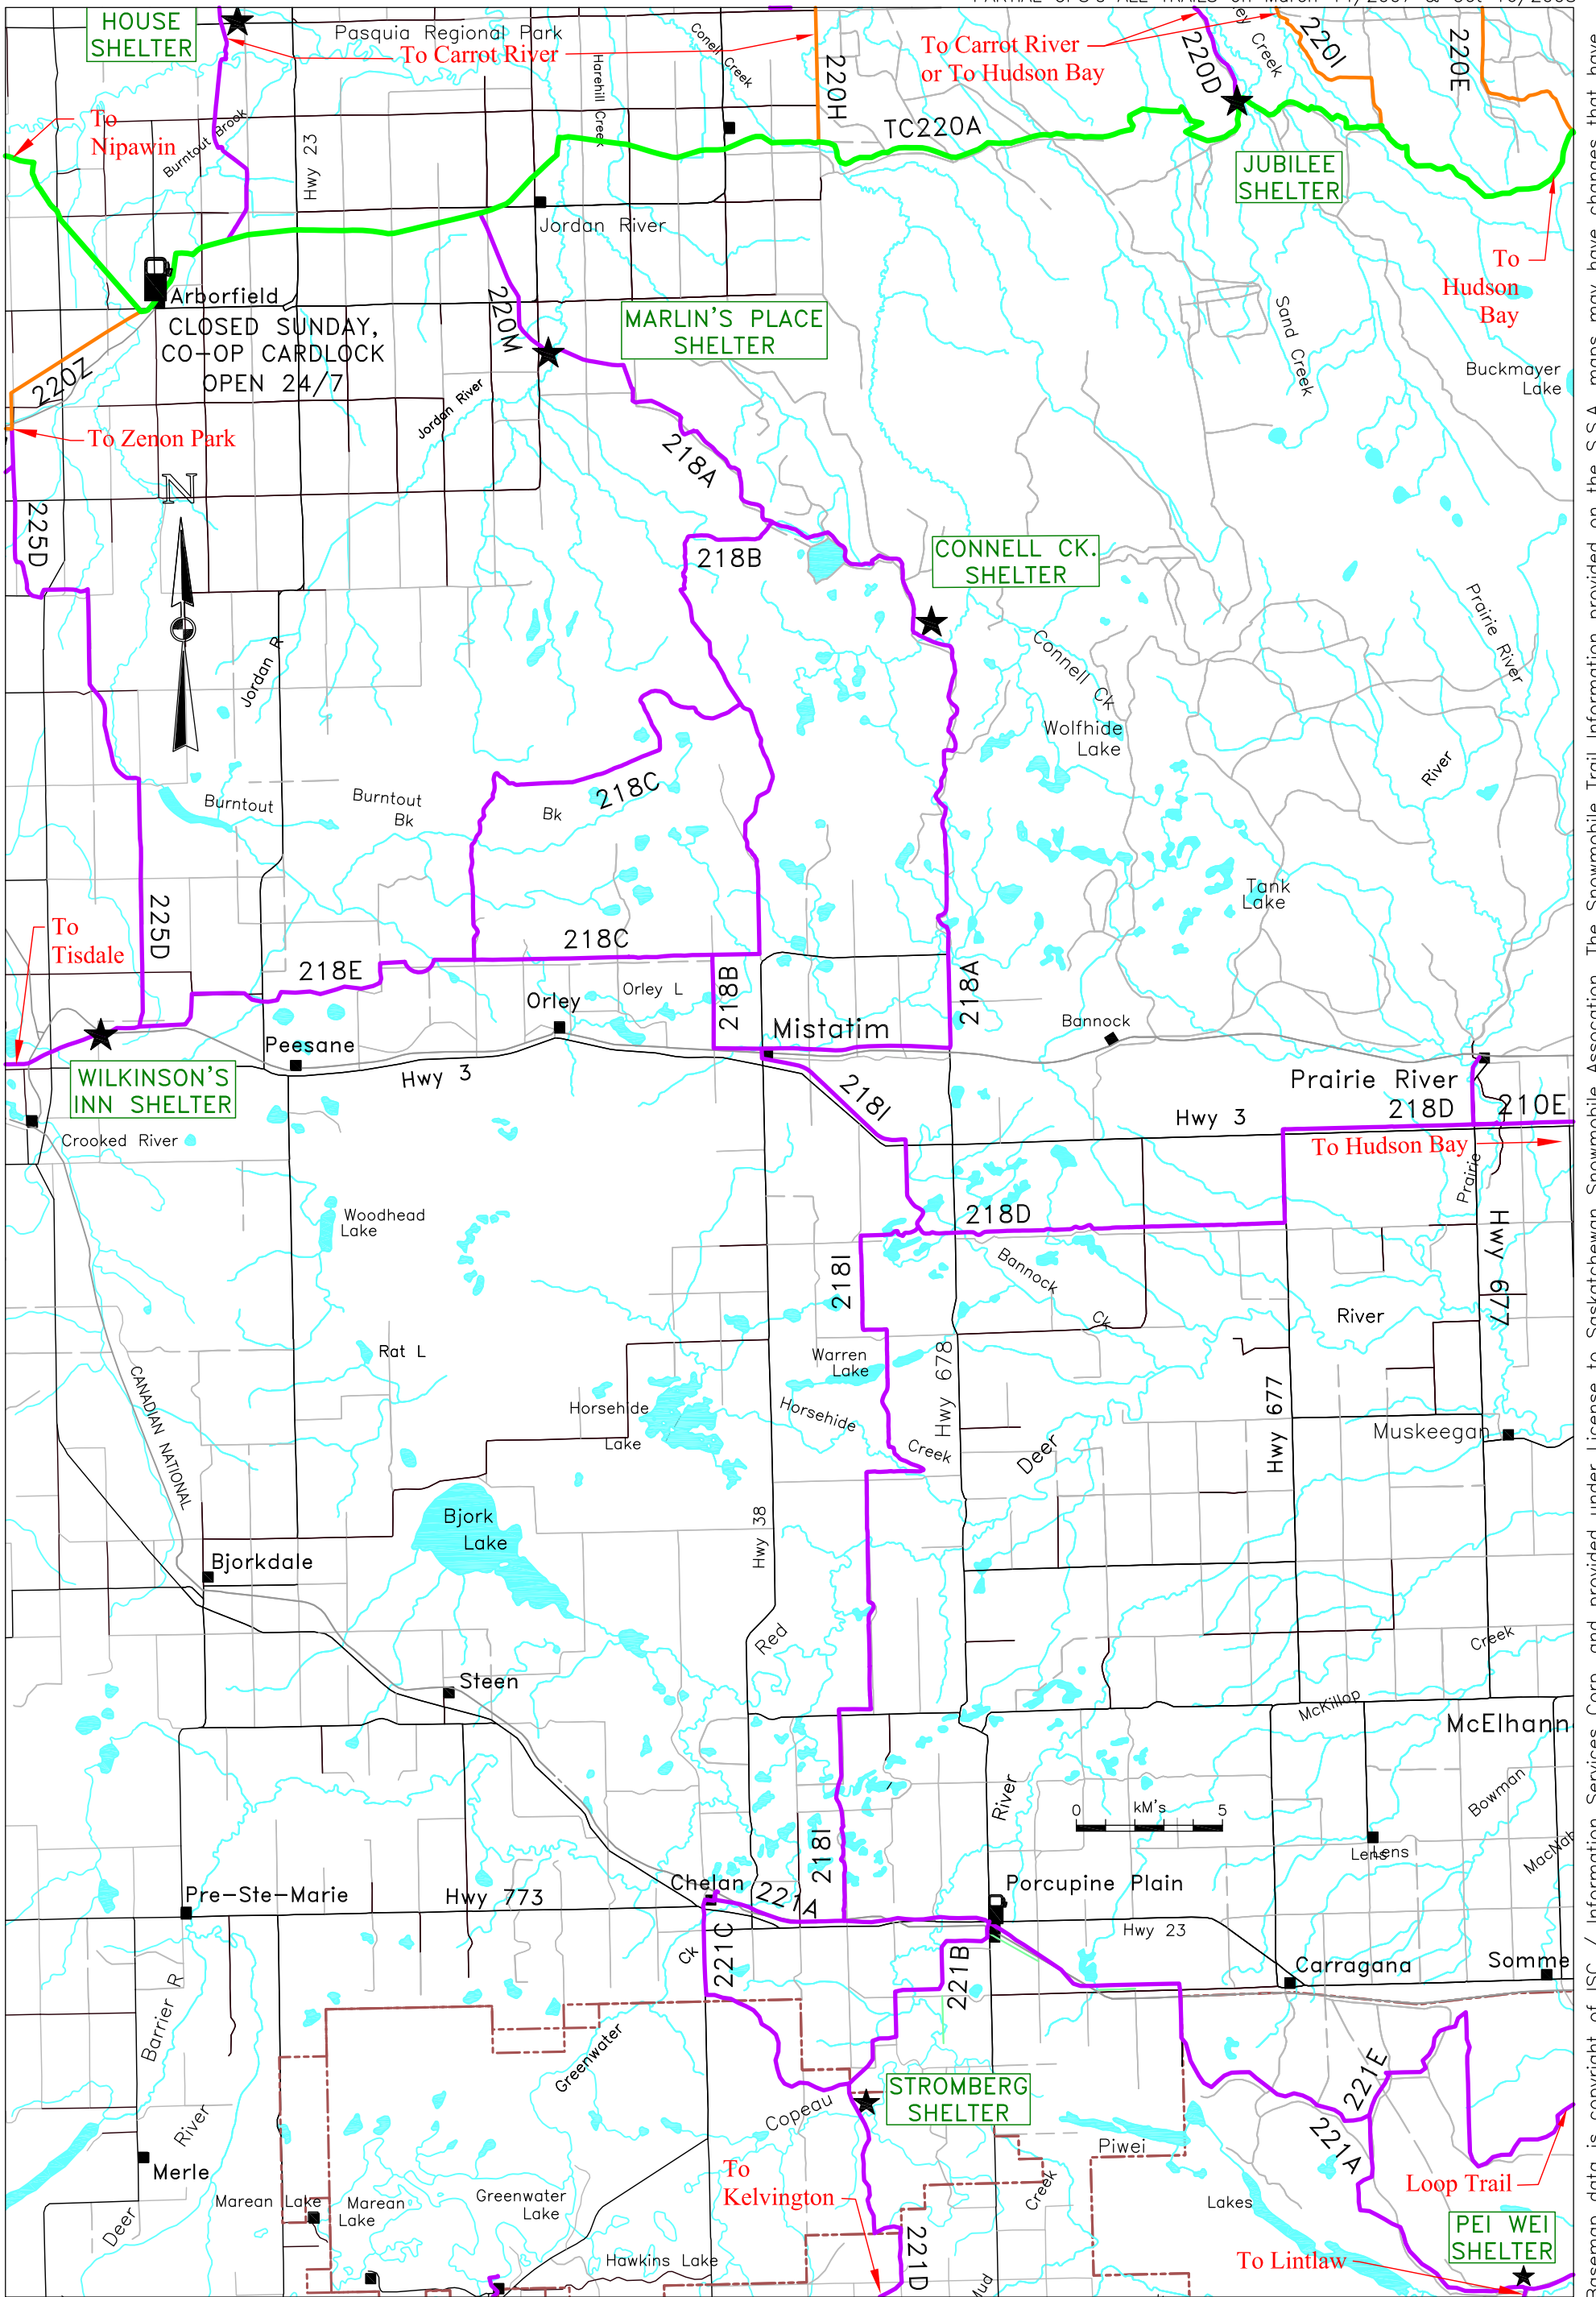 HOUSE
SHELTER
Pasquia Regional Park
To Carrot River
Conell Creek
Harehill Creek
To Carrot River
or To Hudson Bay
220H
220D
Creek
220I
220E
To
Nipawin
Burntout Brook
Hwy 23
TC220A
JUBILEE
SHELTER
Jordan River
To
Hudson
Bay
Arborfield
CLOSED SUNDAY,
CO-OP CARDLOCK
OPEN 24/7
220M
MARLIN'S PLACE
SHELTER
Sand Creek
Buckmayer
Lake
220Z
Jordan River
To Zenon Park
218A
N
225D
218B
CONNELL CK.
SHELTER
Prairie River
Jordan R
Connell Ck
Wolfhide
Lake
River
218C
Burntout
Burntout
Bk
Bk
Tank
Lake
225D
To
Tisdale
218C
218E
218B
218A
Orley
Orley L
Mistatim
Bannock
Peesane
Hwy 3
WILKINSON'S
INN SHELTER
218I
Prairie River
218D
210E
Hwy 3
To Hudson Bay
Crooked River
Prairie
Woodhead
Lake
218D
Hwy 677
218I
Bannock
Ck
River
Rat L
Warren
Lake
Hwy 678
CANADIAN NATIONAL
Horsehide
Lake
Horsehide
Creek
Deer
Hwy 677
Muskeegan
Bjork
Lake
Hwy 38
Bjorkdale
Red
Creek
Steen
McKillop
McElhann
River
0
kM's
5
Bowman
218I
Lens
Lens
Chelan
Pre-Ste-Marie
Hwy 773
221A
Porcupine Plain
Hwy 23
Ck
221C
221B
Carragana
Somme
Barrier R
Greenwater
221E
STROMBERG
SHELTER
Copeau
Piwei
221A
River
Merle
To
Kelvington
Creek
Loop Trail
Marean Lake
Marean
Lake
Greenwater
Lake
Lakes
Deer
PEI WEI
SHELTER
Hawkins Lake
221D
To Lintlaw